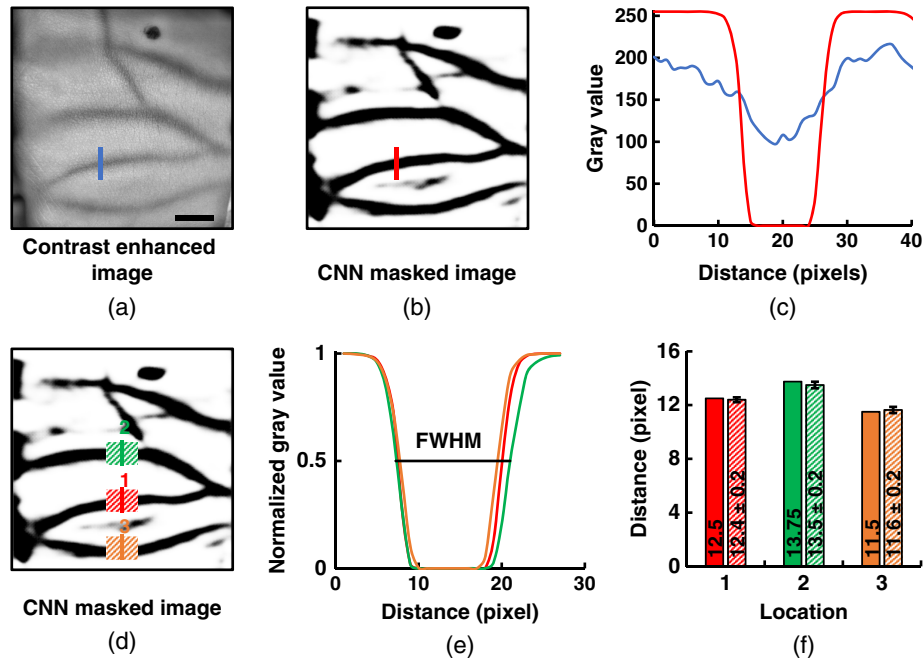 Contrast enhanced
image
(a)
CNN masked image
(b)
250
200
150
100
50
0
Gray value
0 10 20 30 40
Distance (pixels)
(c)
2
1
3
CNN masked image
(d)
1
0.5
0
Normalized gray value
FWHM
0 10 20 30
Distance (pixel)
(e)
16
12
8
4
0
Distance (pixel)
12.5
12.4 ± 0.2
13.75
13.5 ± 0.2
11.5
11.6 ± 0.2
1 2 3
Location
(f)